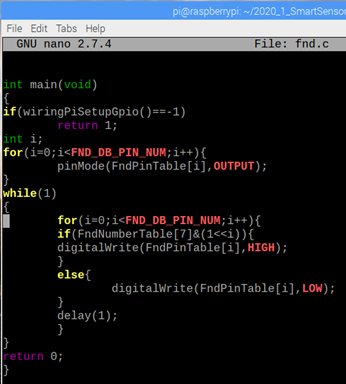 pi@raspberrypi: ~/2020_1_SmartSensor
File Edit Tabs Help
GNU nano 2.7.4 File: fnd.c
int main(void)
{
if(wiringPiSetupGpio()==-1)
return 1;
int i;
for(i=0;i<FND_DB_PIN_NUM;i++){
pinMode(FndPinTable[i],OUTPUT);
}
while(1)
{
for(i=0;i<FND_DB_PIN_NUM;i++){
if(FndNumberTable[7]&(1<<i)){
digitalWrite(FndPinTable[i],HIGH);
}
else{
digitalWrite(FndPinTable[i],LOW);
}
delay(1);
}
}
return 0;
}